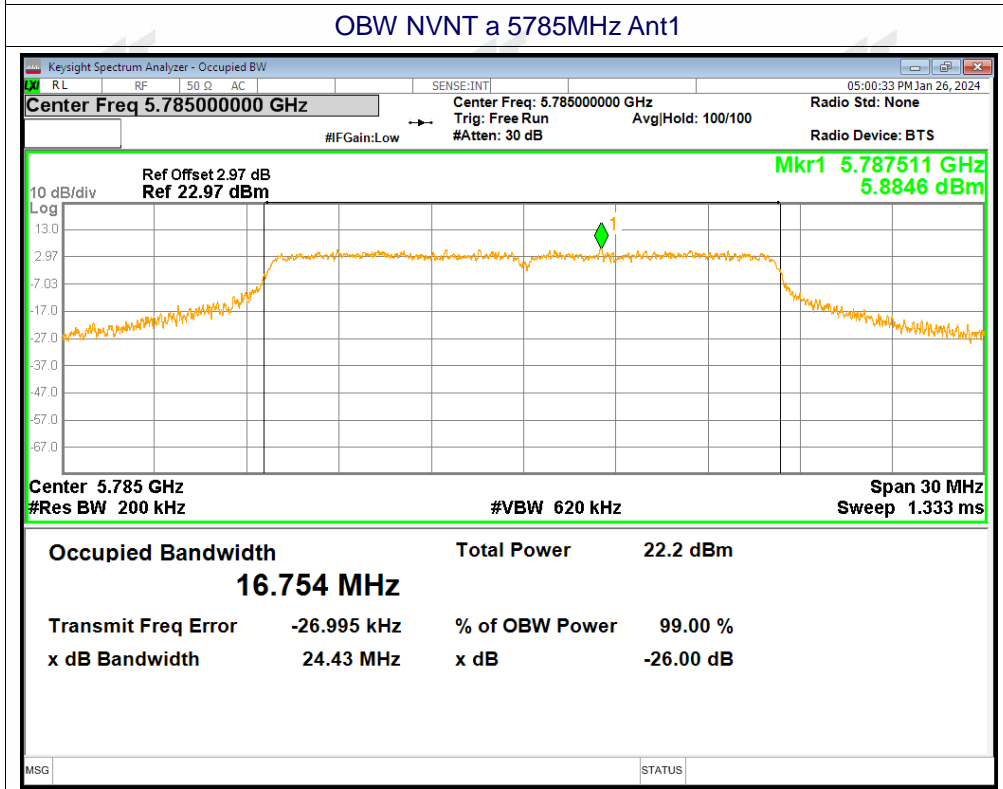 OBW NVNT a 5785MHz Ant1
Keysight Spectrum Analyzer - Occupied BW
LXI RL RF 50 Ω AC SENSE:INT 05:00:33 PM Jan 26, 2024
Center Freq 5.785000000 GHz Center Freq: 5.785000000 GHz Radio Std: None
Trig: Free Run Avg|Hold: 100/100
#IFGain:Low #Atten: 30 dB Radio Device: BTS
Ref Offset 2.97 dB Mkr1 5.787511 GHz
10 dB/div Ref 22.97 dBm 5.8846 dBm
Log
1
13.0
2.97
-7.03
-17.0
-27.0
-37.0
-47.0
-57.0
-67.0
Center 5.785 GHz Span 30 MHz
#Res BW 200 kHz #VBW 620 kHz Sweep 1.333 ms
Occupied Bandwidth Total Power 22.2 dBm
16.754 MHz
Transmit Freq Error -26.995 kHz % of OBW Power 99.00 %
x dB Bandwidth 24.43 MHz x dB -26.00 dB
MSG STATUS